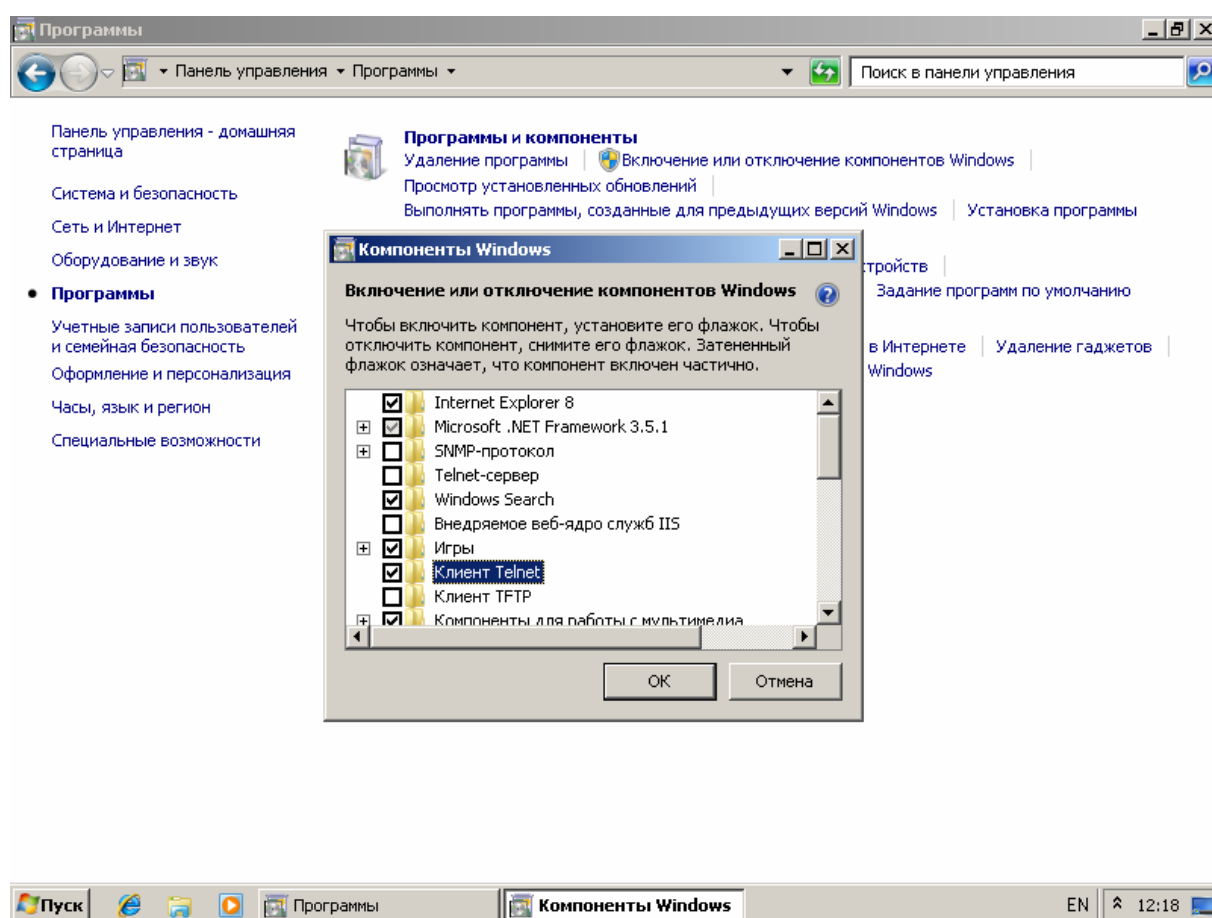 Программы
Панель управления
Программы
Поиск в панели управления
Панель управления - домашняя
страница
Система и безопасность
Сеть и Интернет
Оборудование и звук
Программы
Учетные записи пользователей
и семейная безопасность
Оформление и персонализация
Часы, язык и регион
Специальные возможности
Программы и компоненты
Удаление программы
Включение или отключение компонентов Windows
Просмотр установленных обновлений
Выполнять программы, созданные для предыдущих версий Windows
Установка программы
тройств
Задание программ по умолчанию
в Интернете
Удаление гаджетов
Windows
Компоненты Windows
Включение или отключение компонентов Windows
Чтобы включить компонент, установите его флажок. Чтобы
отключить компонент, снимите его флажок. Затененный
флажок означает, что компонент включен частично.
Internet Explorer 8
Microsoft .NET Framework 3.5.1
SNMP-протокол
Telnet-сервер
Windows Search
Внедряемое веб-ядро служб IIS
Игры
Клиент Telnet
Клиент TFTP
Компоненты для работы с мультимедиа
ОК
Отмена
Пуск
Программы
Компоненты Windows
EN
12:18